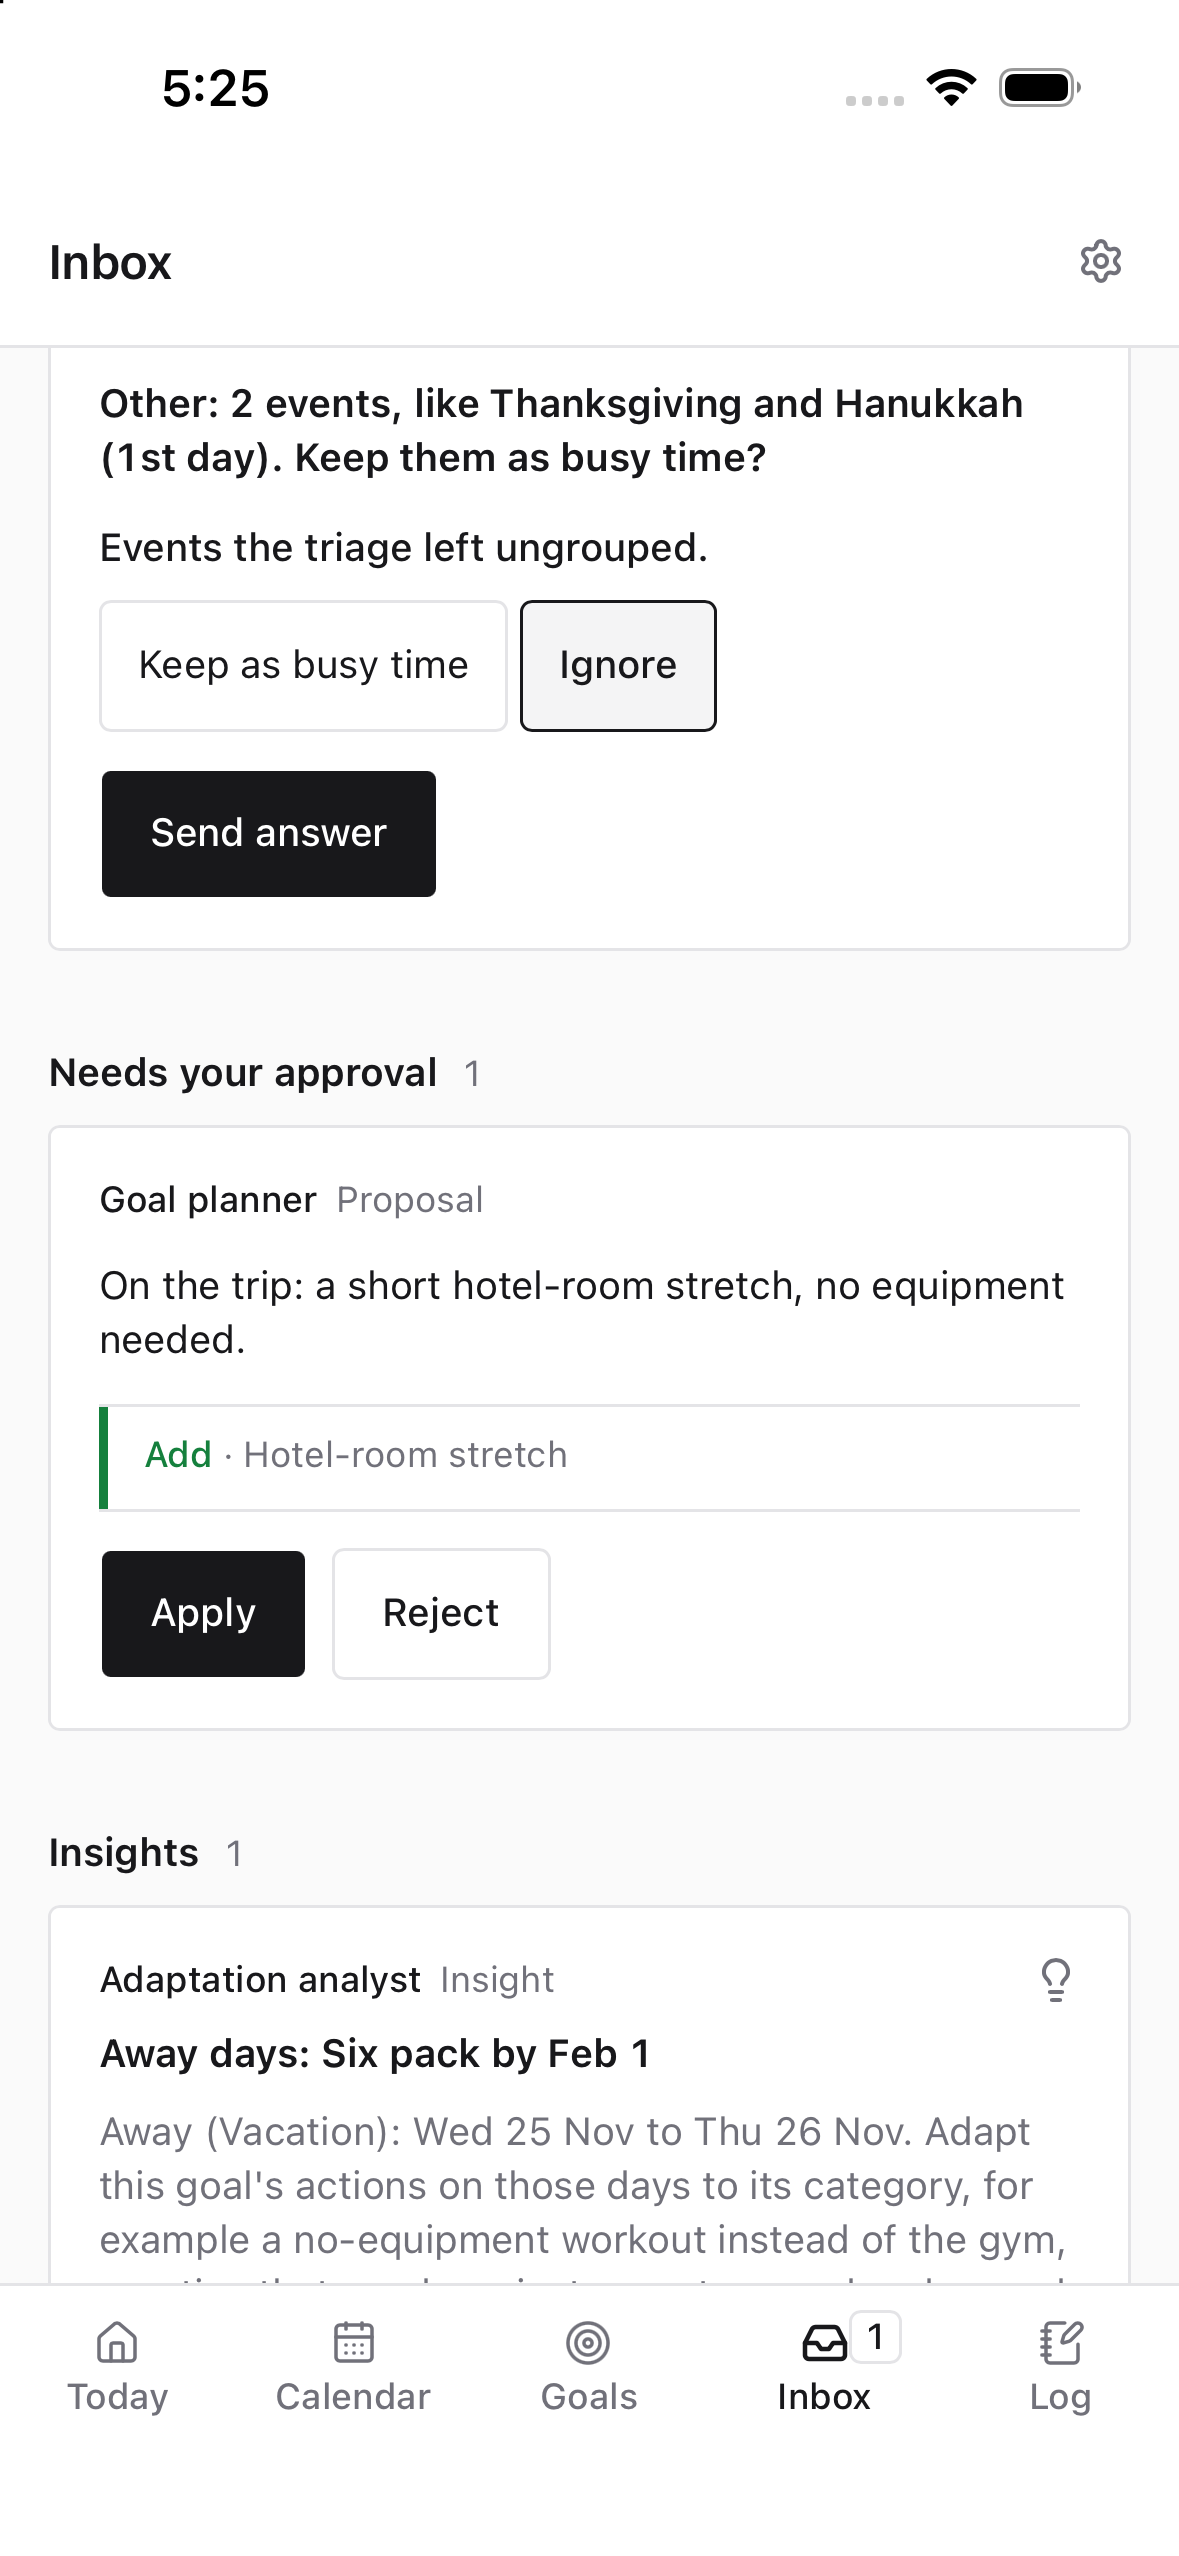 5:25
Inbox
Other: 2 events, like Thanksgiving and Hanukkah
(1st day). Keep them as busy time?
Events the triage left ungrouped.
Keep as busy time
Ignore
Send answer
Needs your approval 1
Goal planner Proposal
On the trip: a short hotel-room stretch, no equipment
needed.
Add · Hotel-room stretch
Apply
Reject
Insights 1
Adaptation analyst Insight
Away days: Six pack by Feb 1
Away (Vacation): Wed 25 Nov to Thu 26 Nov. Adapt
this goal's actions on those days to its category, for
example a no-equipment workout instead of the gym,
1
Today
Calendar
Goals
Inbox
Log